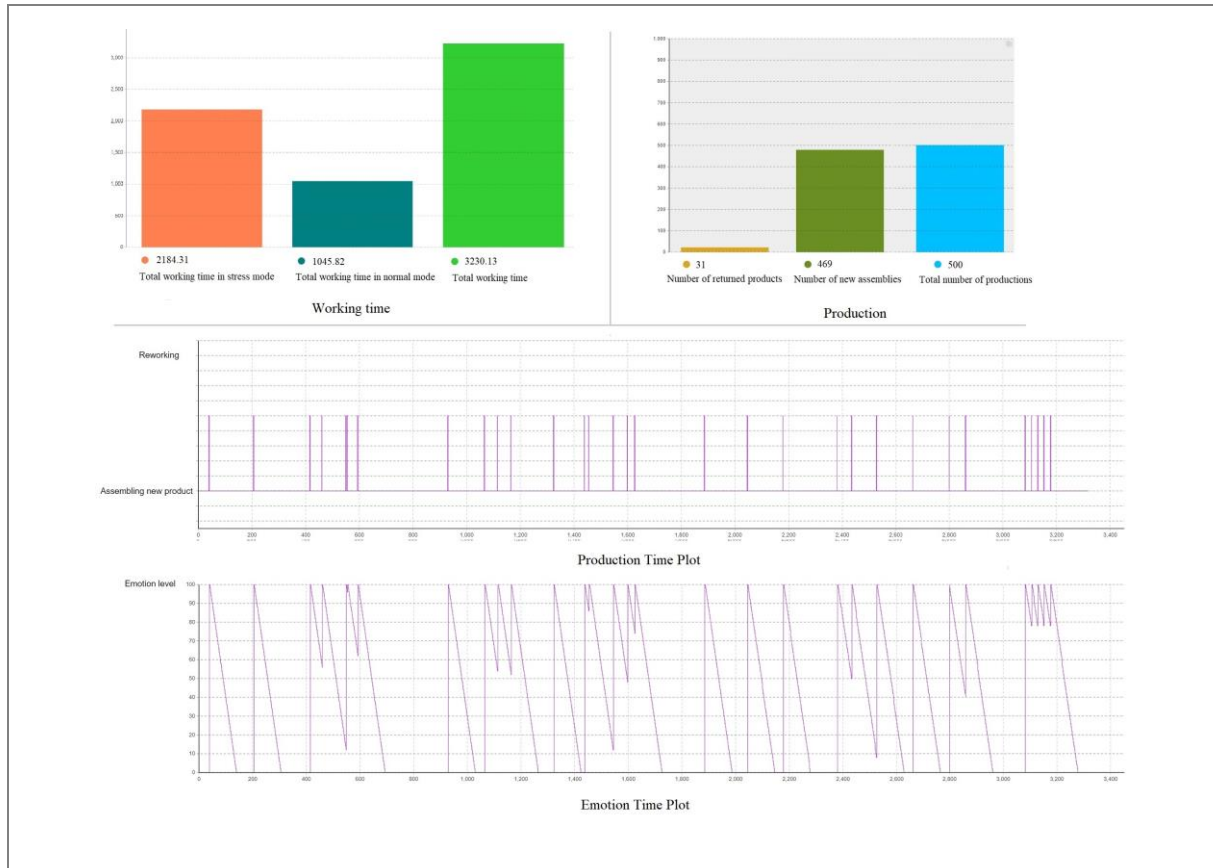 3,000
2,500
2,000
1,500
1,000
500
0
2184.31
1045.82
3230.13
Total working time in stress mode
Total working time in normal mode
Total working time
Working time
1,000
900
800
700
600
500
400
300
200
100
0
31
469
500
Number of returned products
Number of new assemblies
Total number of productions
Production
Reworking
Assembling new product
0 200 400 600 800 1,000 1,200 1,400 1,600 1,800 2,000 2,200 2,400 2,600 2,800 3,000 3,200 3,400
Production Time Plot
Emotion level
100
90
80
70
60
50
40
30
20
10
0
0 200 400 600 800 1,000 1,200 1,400 1,600 1,800 2,000 2,200 2,400 2,600 2,800 3,000 3,200 3,400
Emotion Time Plot